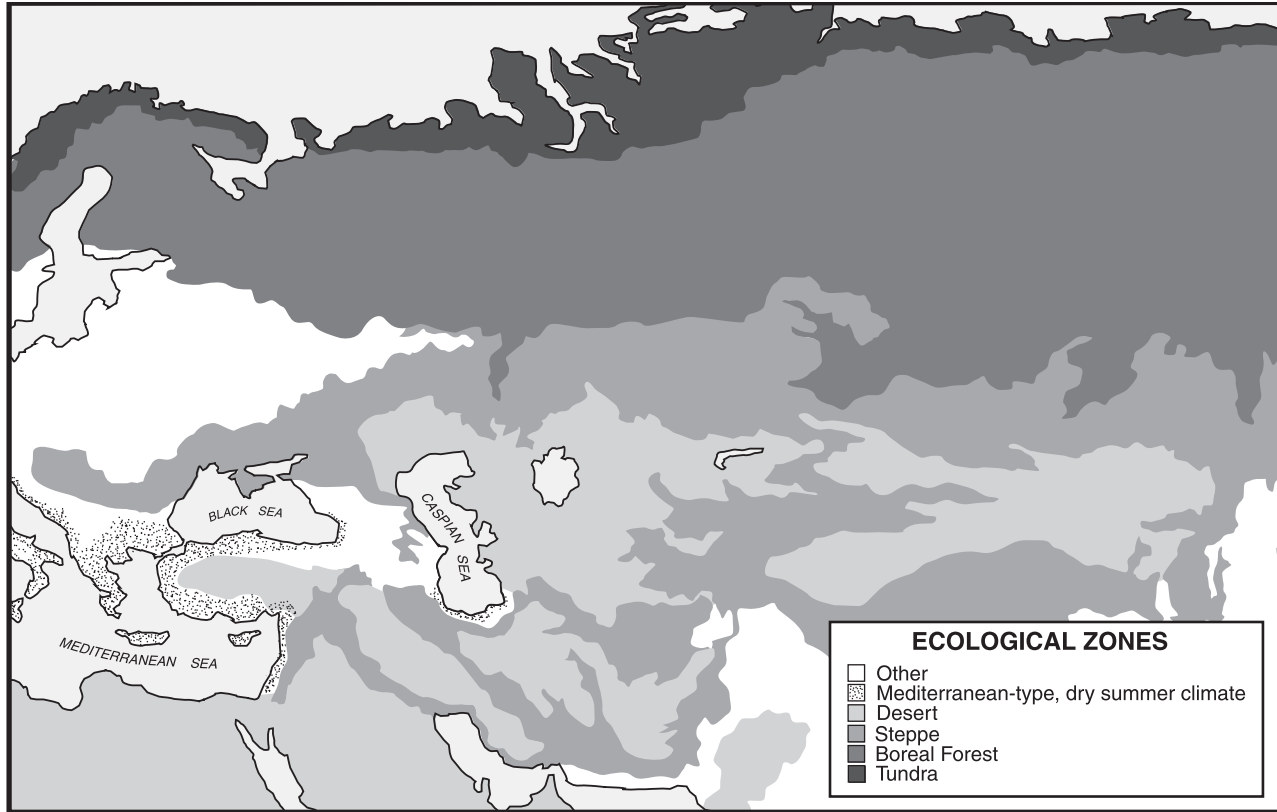 BLACK SEA
CASPIAN SEA
MEDITERRANEAN SEA
ECOLOGICAL ZONES
Other
Mediterranean-type, dry summer climate
Desert
Steppe
Boreal Forest
Tundra